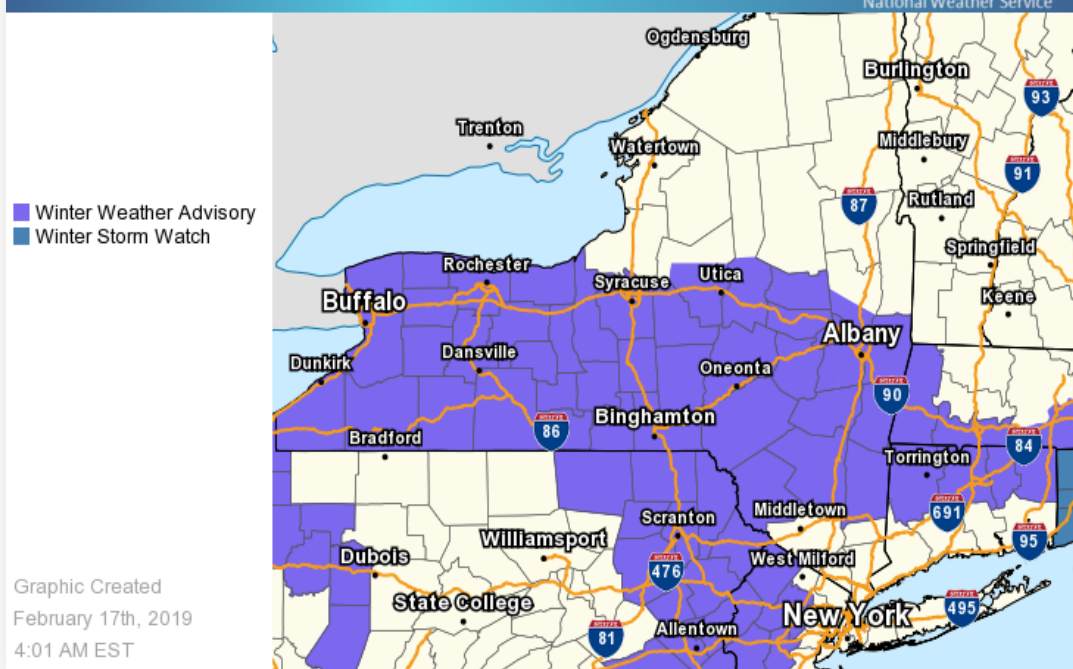 National Weather Service
Ogdensburg
Burlington
93
Trenton
Watertown
Middlebury
91
87
Rutland
Winter Weather Advisory
Winter Storm Watch
Springfield
Rochester
Syracuse
Utica
Buffalo
Keene
Albany
Dunkirk
Dansville
Oneonta
90
Binghamton
86
Bradford
84
Torrington
Scranton
Middletown
691
Williamsport
95
Dubois
West Milford
476
Graphic Created
State College
New York
495
February 17th, 2019
81
Allentown
4:01 AM EST